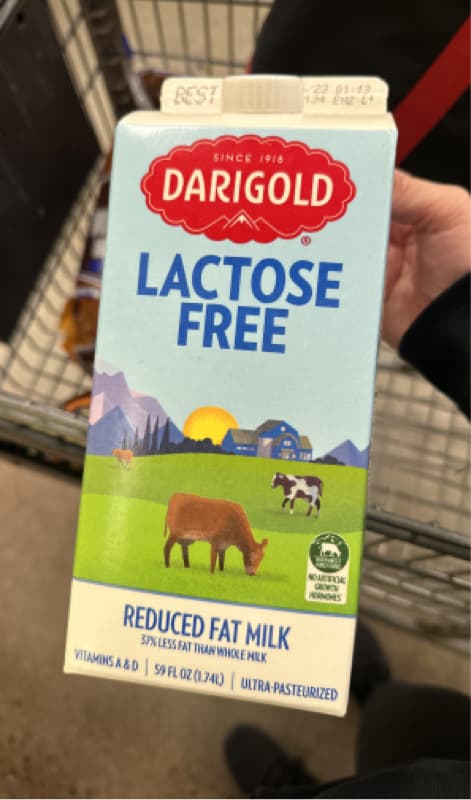 BEST
SINCE 1918
DARIGOLD
®
LACTOSE
FREE
NO ARTIFICIAL
GROWTH
HORMONES*
REDUCED FAT MILK
37% LESS FAT THAN WHOLE MILK
VITAMINS A & D | 59 FL OZ (1.74L) | ULTRA-PASTEURIZED